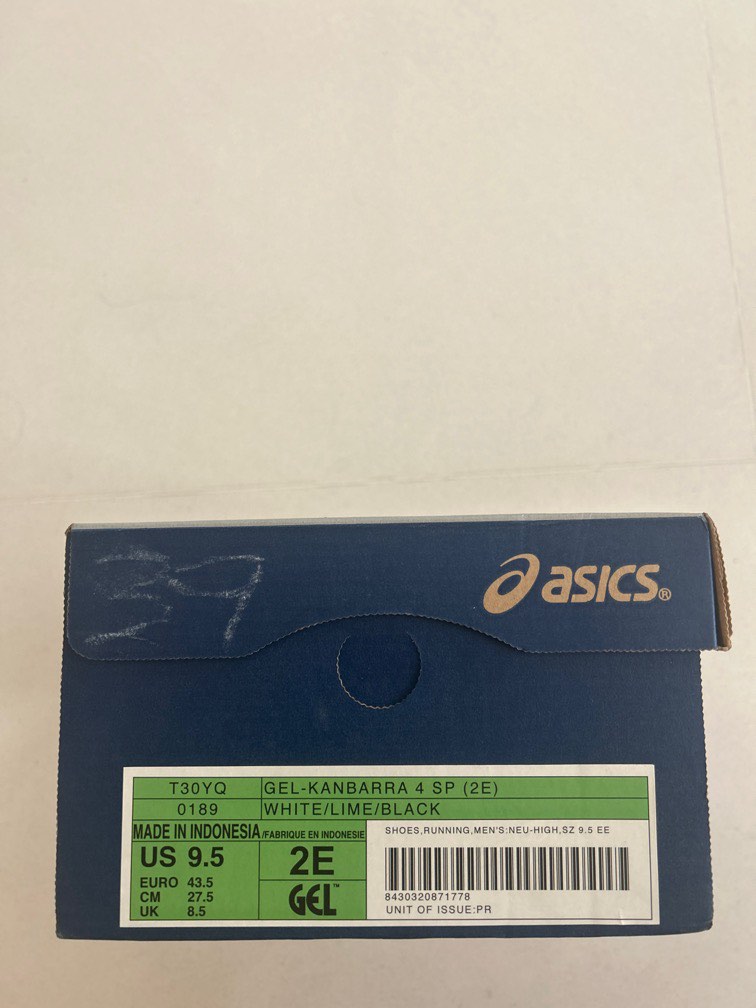 39
asics®
T30YQ GEL-KANBARRA 4 SP (2E)
0189 WHITE/LIME/BLACK
MADE IN INDONESIA/FABRIQUE EN INDONESIE
US 9.5
EURO 43.5
CM 27.5
UK 8.5
2E
GEL™
SHOES,RUNNING,MEN'S:NEU-HIGH,SZ 9.5 EE
8430320871778
UNIT OF ISSUE:PR